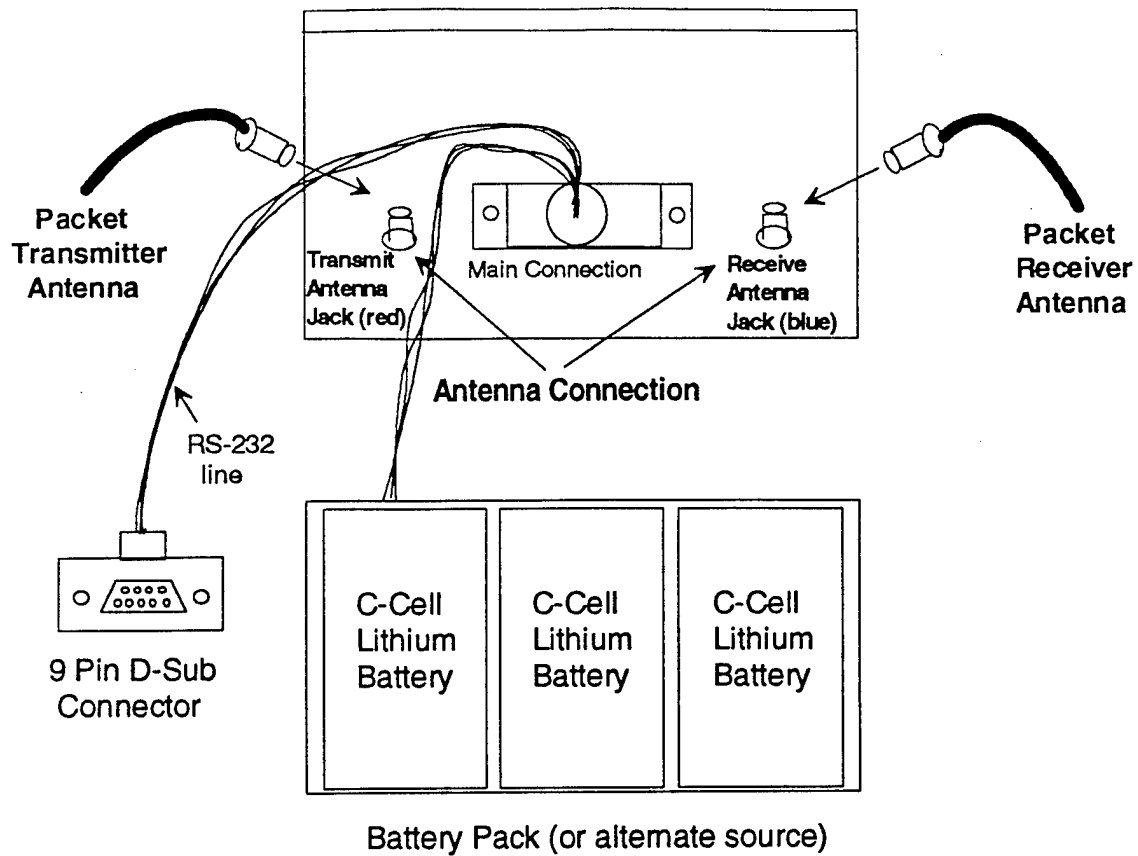 Packet
Transmitter
Antenna
Transmit
Antenna
Jack (red)
Main Connection
Receive
Antenna
Jack (blue)
Packet
Receiver
Antenna
Antenna Connection
RS-232
line
9 Pin D-Sub
Connector
C-Cell
Lithium
Battery
C-Cell
Lithium
Battery
C-Cell
Lithium
Battery
Battery Pack (or alternate source)